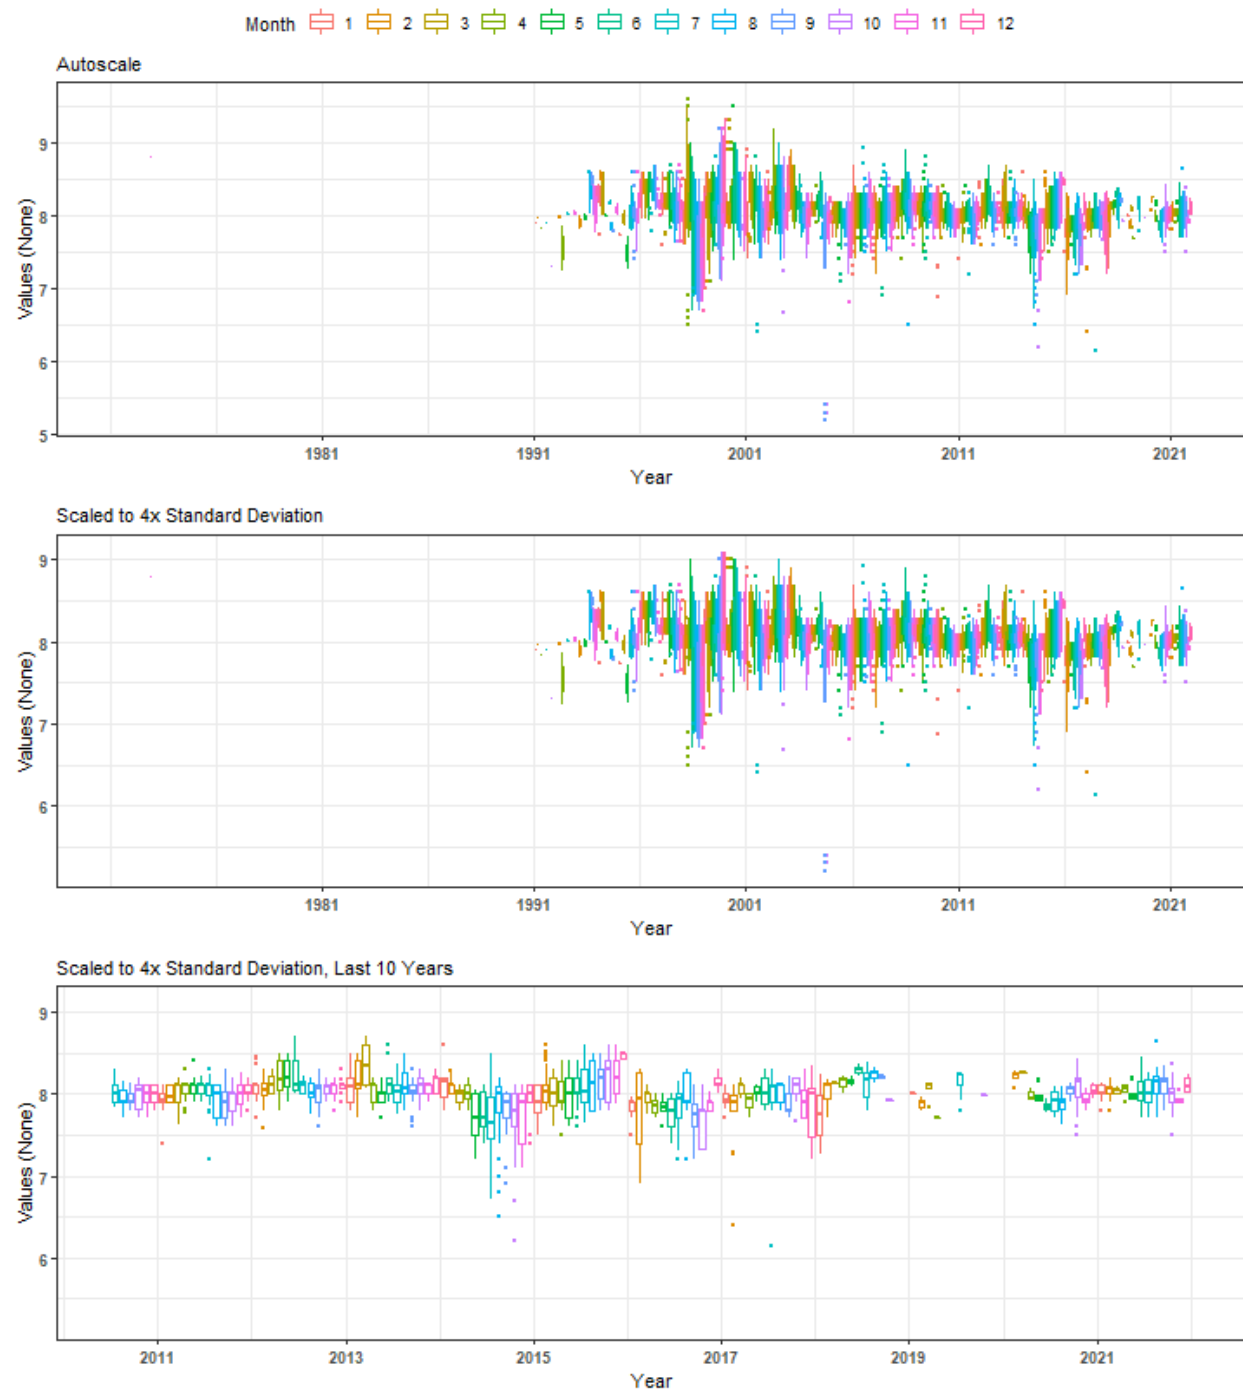 Month 1 2 3 4 5 6 7 8 9 10 11 12
Autoscale
Values (None)
9
8
7
6
5
1981 1991 2001 2011 2021
Year
Scaled to 4x Standard Deviation
Values (None)
9
8
7
6
1981 1991 2001 2011 2021
Year
Scaled to 4x Standard Deviation, Last 10 Years
Values (None)
9
8
7
6
2011 2013 2015 2017 2019 2021
Year